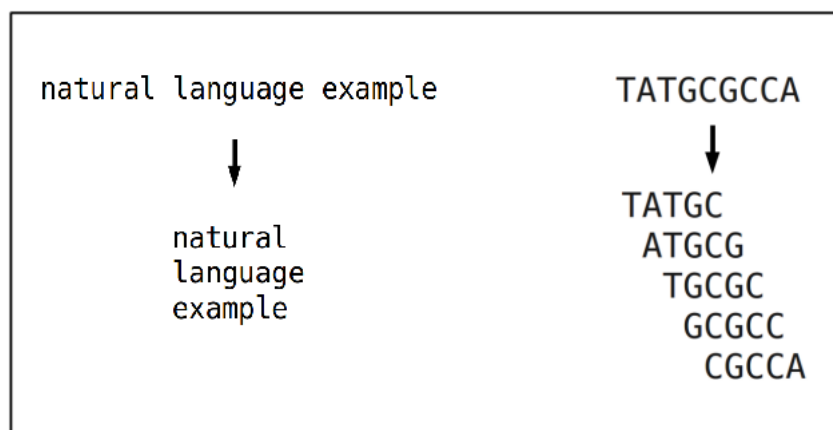 natural language example
natural
language
example
TATGCGCCA
TATGC
ATGCG
TGCGC
GCGCC
CGCCA